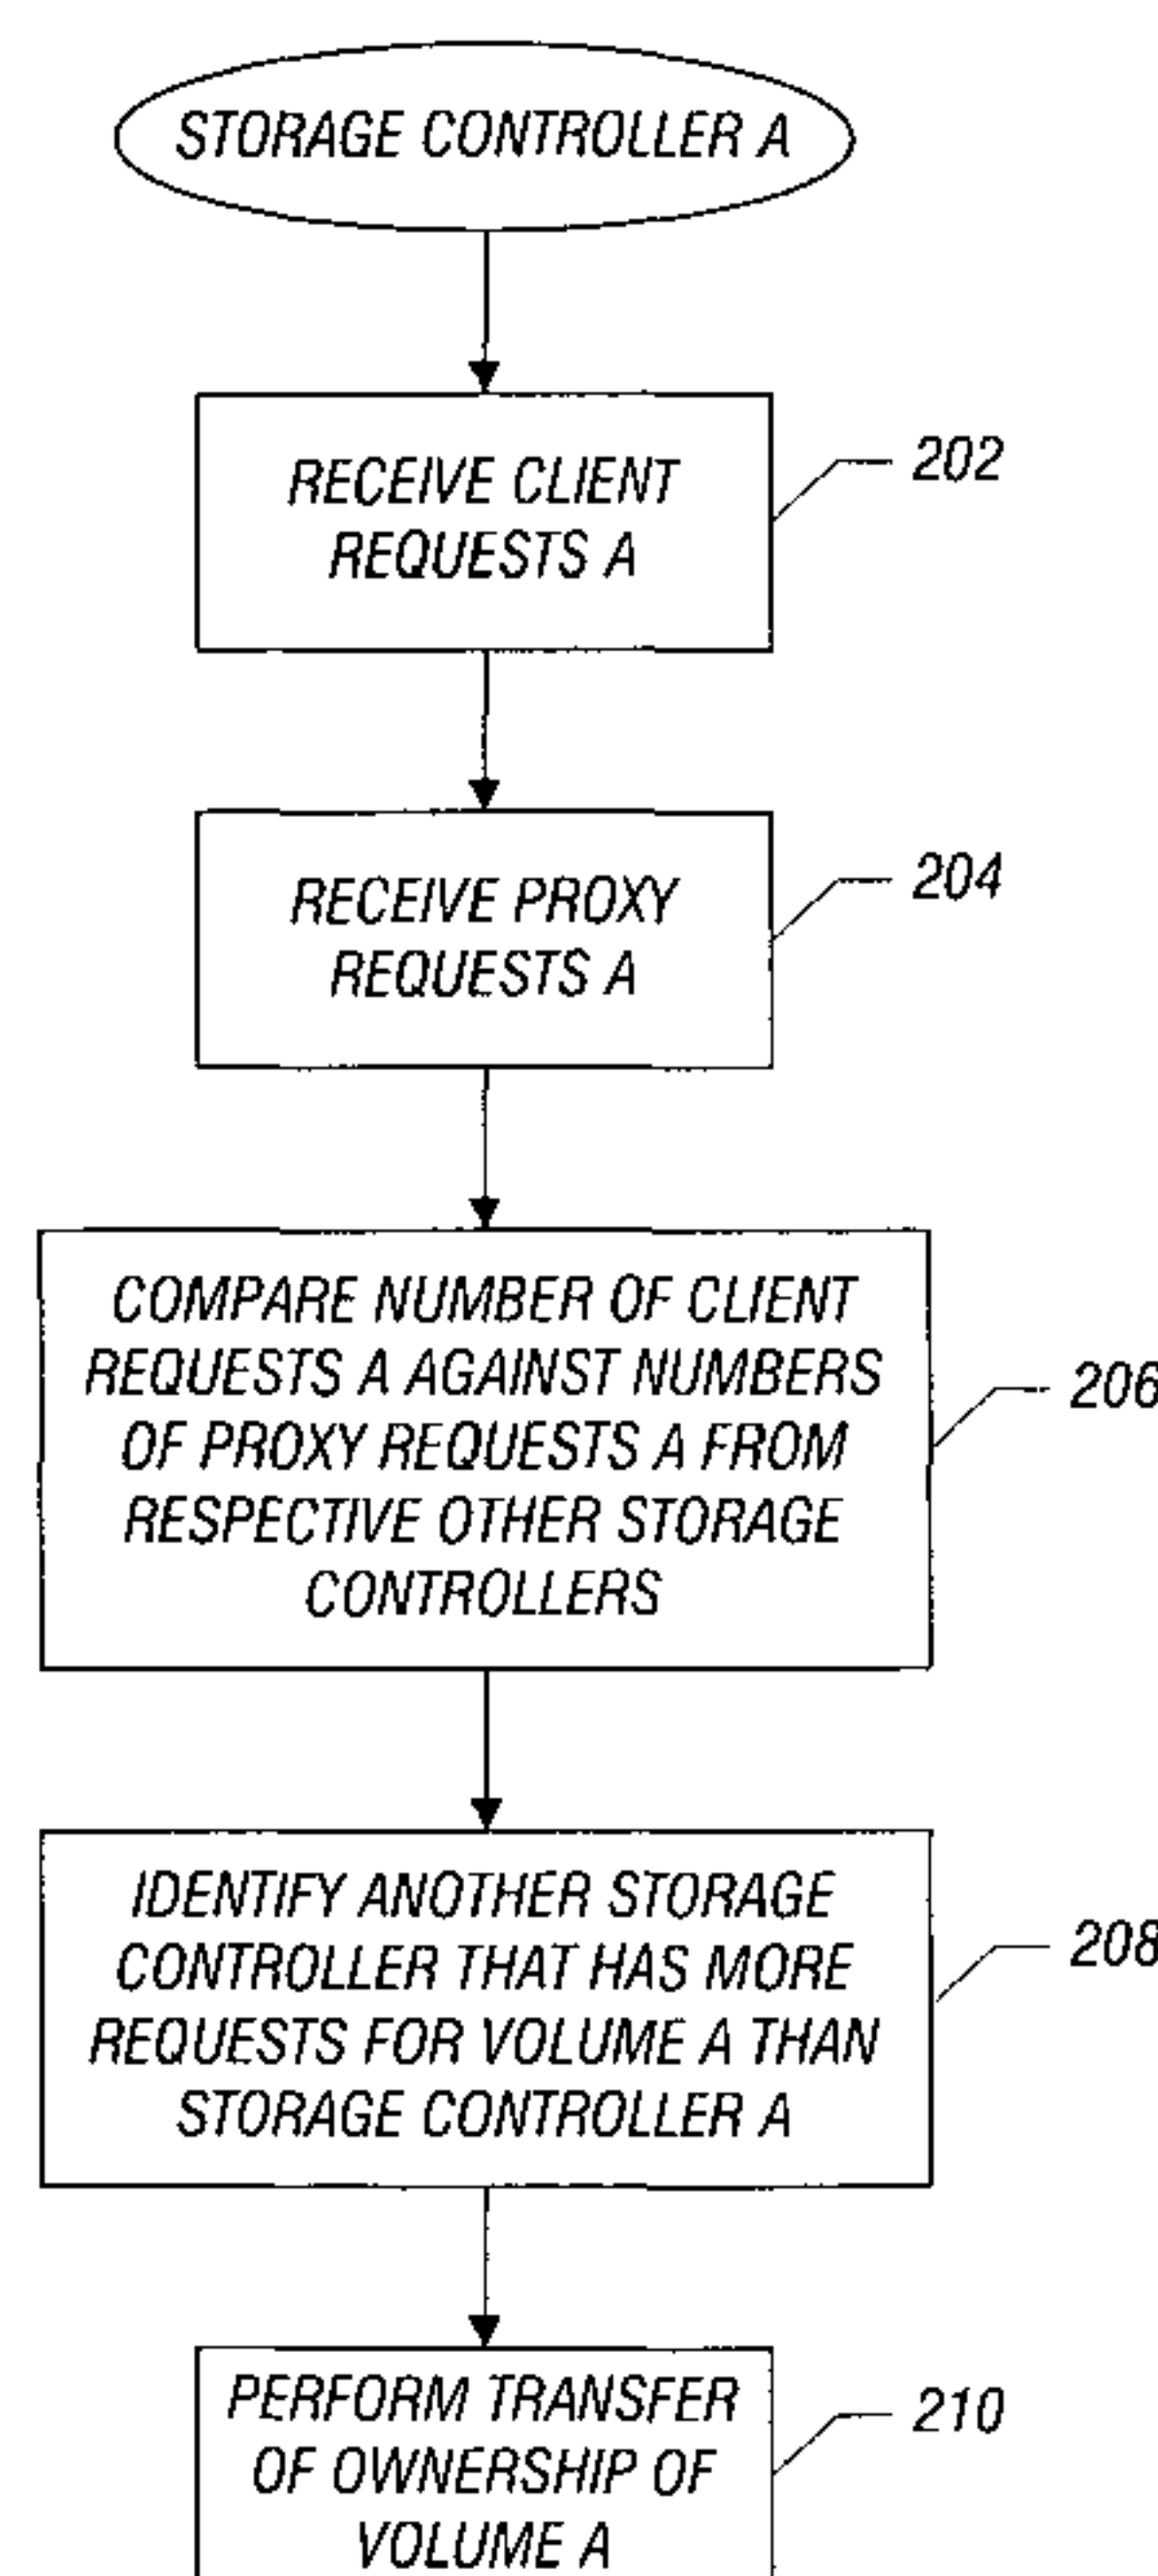 STORAGE CONTROLLER A
RECEIVE CLIENT
REQUESTS A
202
RECEIVE PROXY
REQUESTS A
204
COMPARE NUMBER OF CLIENT
REQUESTS A AGAINST NUMBERS
OF PROXY REQUESTS A FROM
RESPECTIVE OTHER STORAGE
CONTROLLERS
206
IDENTIFY ANOTHER STORAGE
CONTROLLER THAT HAS MORE
REQUESTS FOR VOLUME A THAN
STORAGE CONTROLLER A
208
PERFORM TRANSFER
OF OWNERSHIP OF
VOLUME A
210